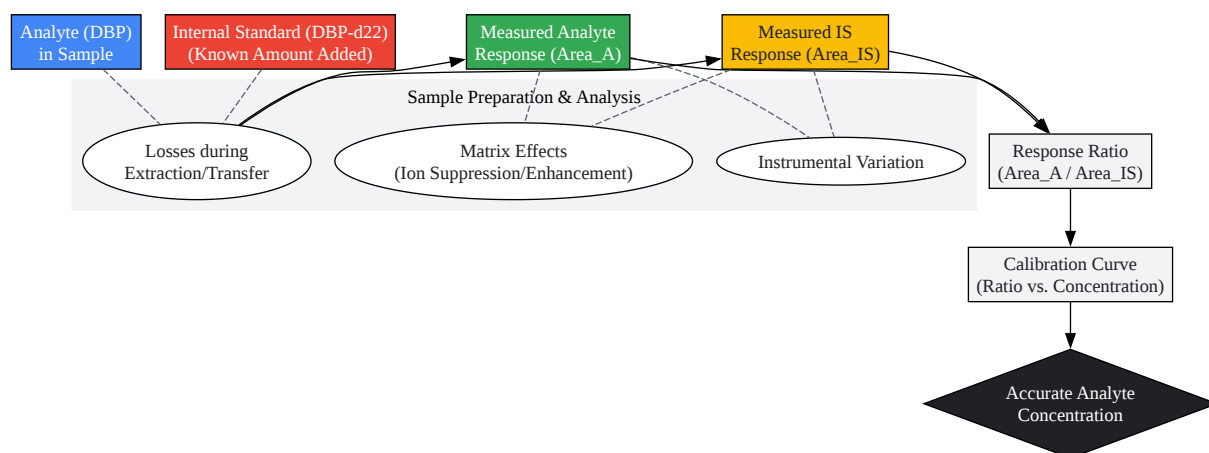 Analyte (DBP)
in Sample
Internal Standard (DBP-d22)
(Known Amount Added)
Measured Analyte
Response (Area_A)
Measured IS
Response (Area_IS)
Sample Preparation & Analysis
Losses during
Extraction/Transfer
Matrix Effects
(Ion Suppression/Enhancement)
Instrumental Variation
Response Ratio
(Area_A / Area_IS)
Calibration Curve
(Ratio vs. Concentration)
Accurate Analyte
Concentration